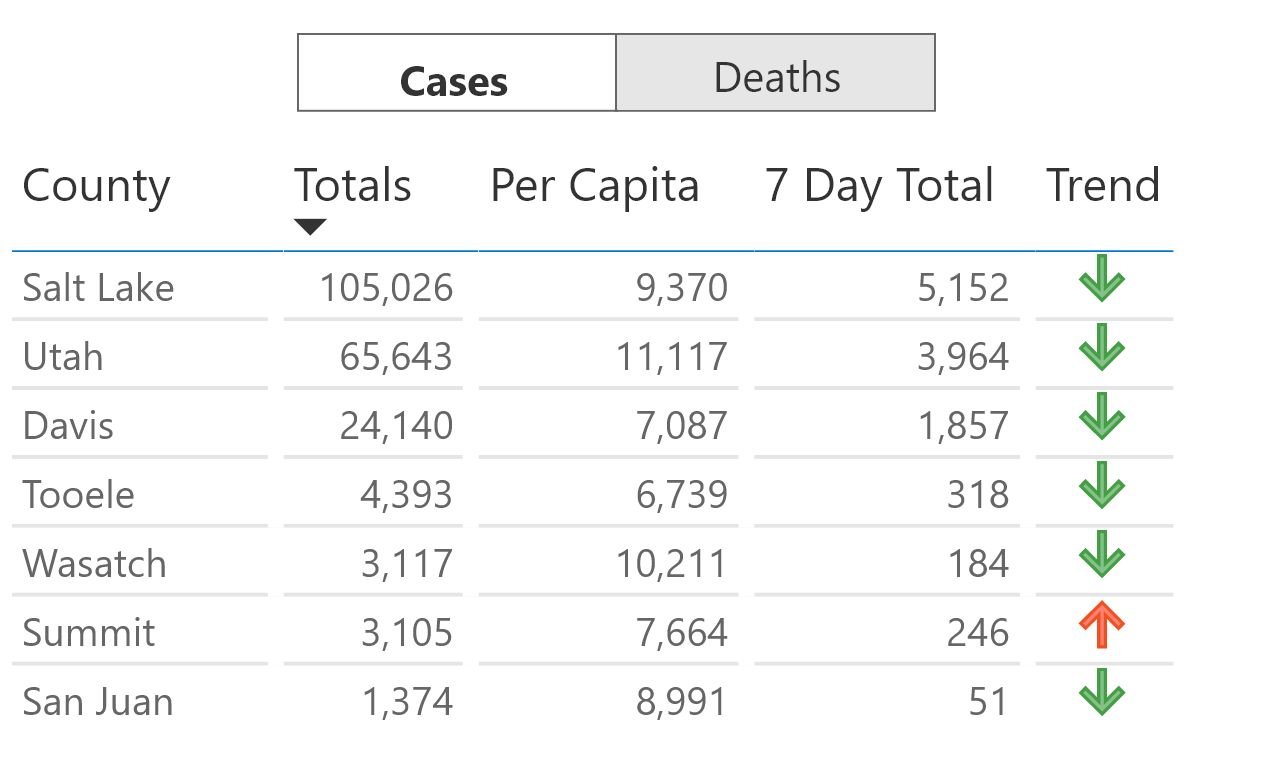 Cases Deaths
County Totals Per Capita 7 Day Total Trend
Salt Lake 105,026 9,370 5,152
Utah 65,643 11,117 3,964
Davis 24,140 7,087 1,857
Tooele 4,393 6,739 318
Wasatch 3,117 10,211 184
Summit 3,105 7,664 246
San Juan 1,374 8,991 51